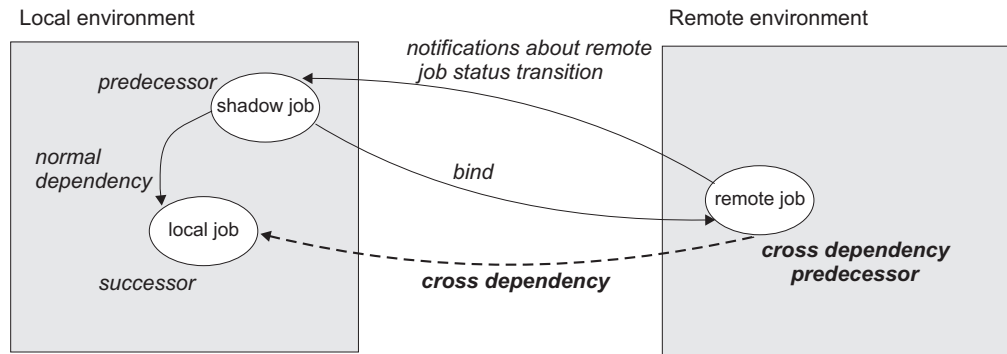 Local environment
Remote environment
notifications about remote
job status transition
predecessor
shadow job
normal
dependency
bind
remote job
local job
cross dependency
predecessor
successor
cross dependency